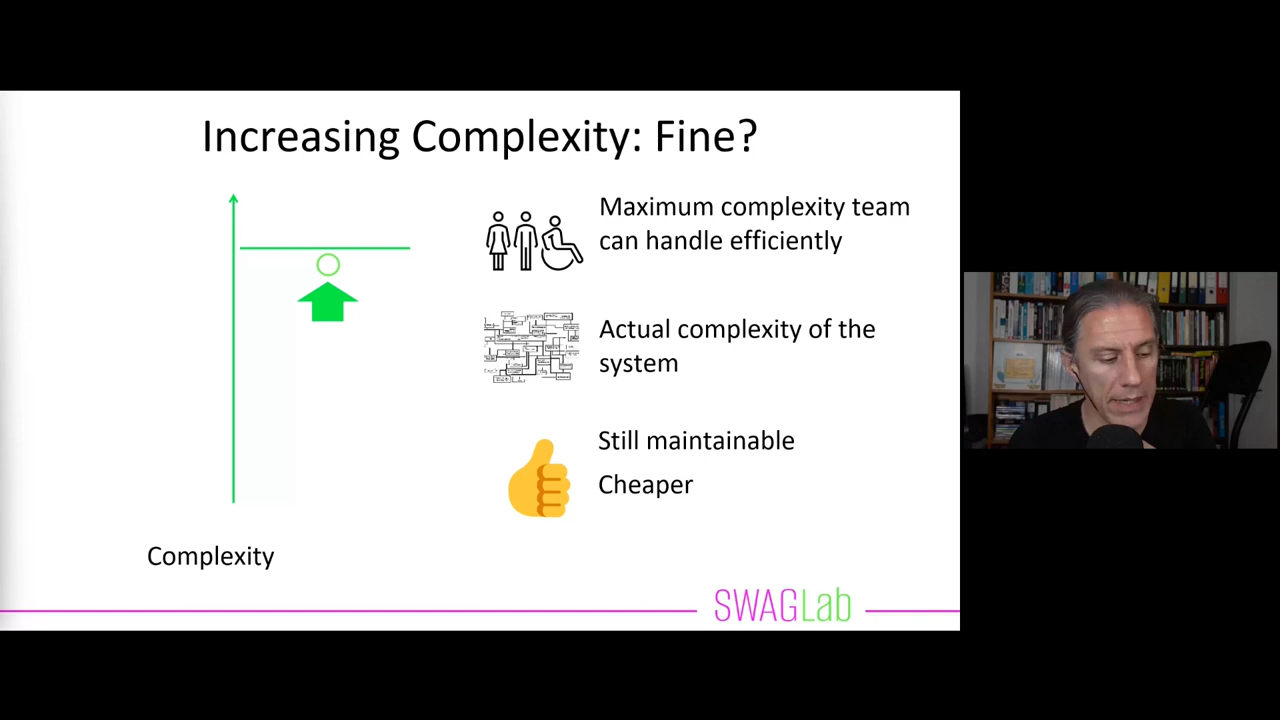 Increasing Complexity: Fine?
Maximum complexity team
can handle efficiently
Actual complexity of the
system
Still maintainable
Cheaper
Complexity
SWAGLab